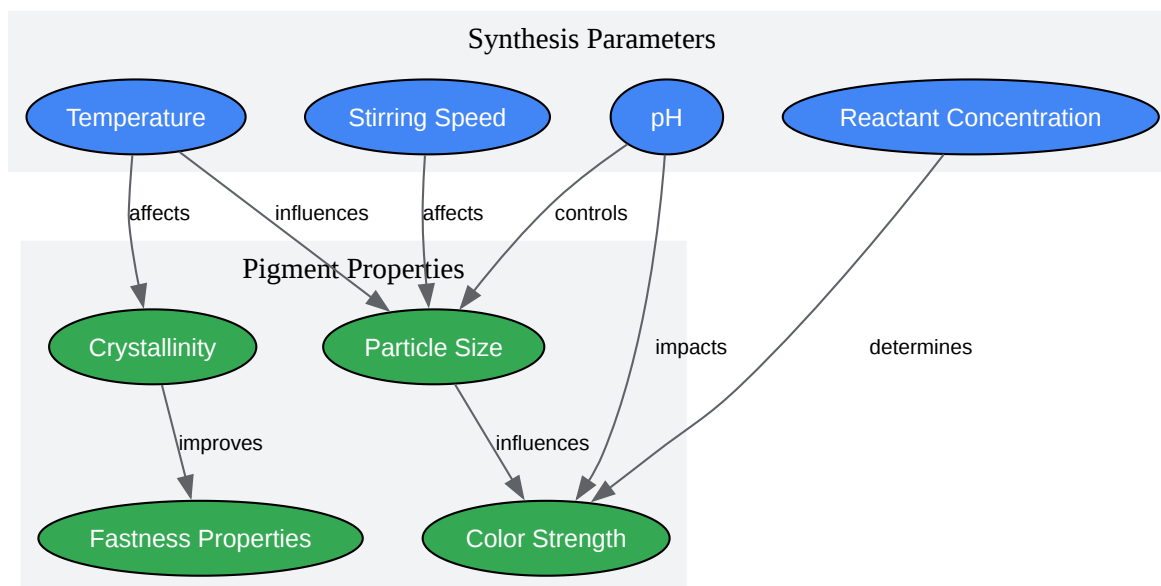 Synthesis Parameters
Temperature
Stirring Speed
pH
Reactant Concentration
affects
influences
affects
controls
Pigment Properties
Crystallinity
Particle Size
impacts
determines
improves
influences
Fastness Properties
Color Strength